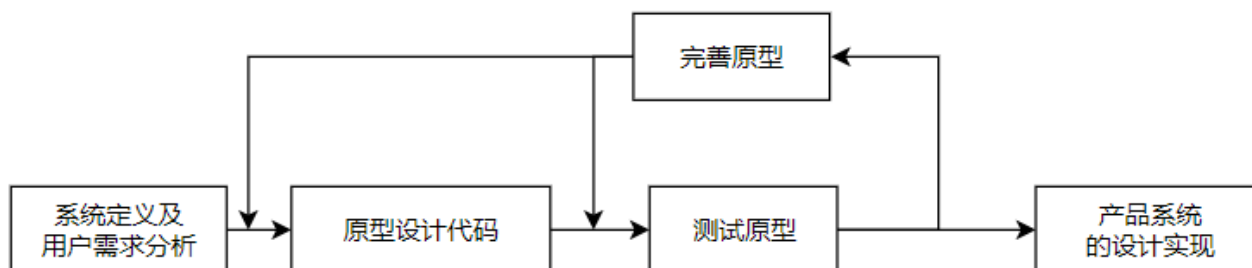 完善原型
系统定义及
用户需求分析
原型设计代码
测试原型
产品系统
的设计实现